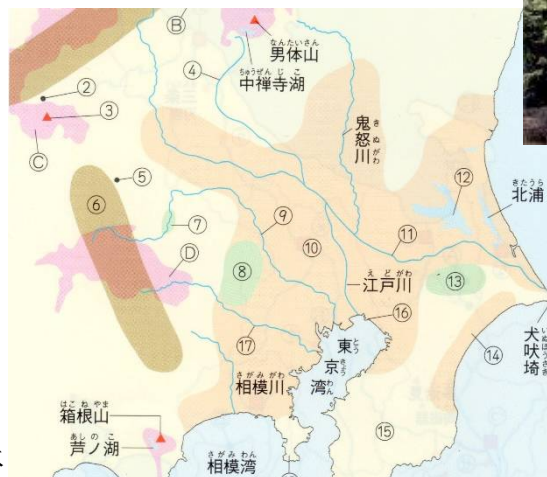 Ⓑ
なんたいさん
男体山
④
ちゅうぜんじこ
中禅寺湖
②
③
Ⓒ
きぬがわ
鬼怒川
⑤
⑥
⑫
きたうら
北浦
⑦
⑨
⑩
⑪
Ⓓ
⑧
えどがわ
江戸川
⑬
⑯
とうきょうわん
東京湾
いぬぼうさき
犬吠埼
⑭
⑰
さがみがわ
相模川
⑮
はこねやま
箱根山
あしのこ
芦ノ湖
さがみわん
相模湾